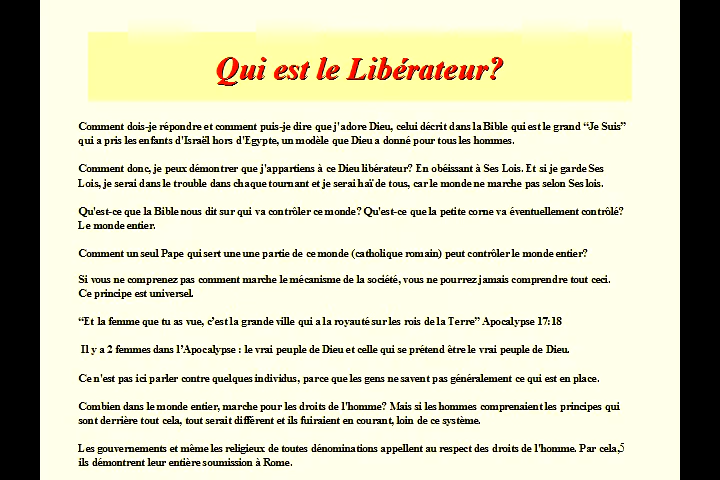 Qui est le Libérateur?
Comment dois-je répondre et comment puis-je dire que j'adore Dieu, celui décrit dans la Bible qui est le grand “Je Suis”
qui a pris les enfants d'Israël hors d'Egypte, un modèle que Dieu a donné pour tous les hommes.
Comment donc, je peux démontrer que j'appartiens à ce Dieu libérateur? En obéissant à Ses Lois. Et si je garde Ses
Lois, je serai dans le trouble dans chaque tournant et je serai haï de tous, car le monde ne marche pas selon Ses lois.
Qu'est-ce que la Bible nous dit sur qui va contrôler ce monde? Qu'est-ce que la petite corne va éventuellement contrôlé?
Le monde entier.
Comment un seul Pape qui sert une une partie de ce monde (catholique romain) peut contrôler le monde entier?
Si vous ne comprenez pas comment marche le mécanisme de la société, vous ne pourrez jamais comprendre tout ceci.
Ce principe est universel.
“Et la femme que tu as vue, c’est la grande ville qui a la royauté sur les rois de la Terre” Apocalypse 17:18
Il y a 2 femmes dans l’Apocalypse : le vrai peuple de Dieu et celle qui se prétend être le vrai peuple de Dieu.
Ce n'est pas ici parler contre quelques individus, parce que les gens ne savent pas généralement ce qui est en place.
Combien dans le monde entier, marche pour les droits de l'homme? Mais si les hommes comprenaient les principes qui
sont derrière tout cela, tout serait différent et ils fuiraient en courant, loin de ce système.
Les gouvernements et même les religieux de toutes dénominations appellent au respect des droits de l'homme. Par cela,5
ils démontrent leur entière soumission à Rome.